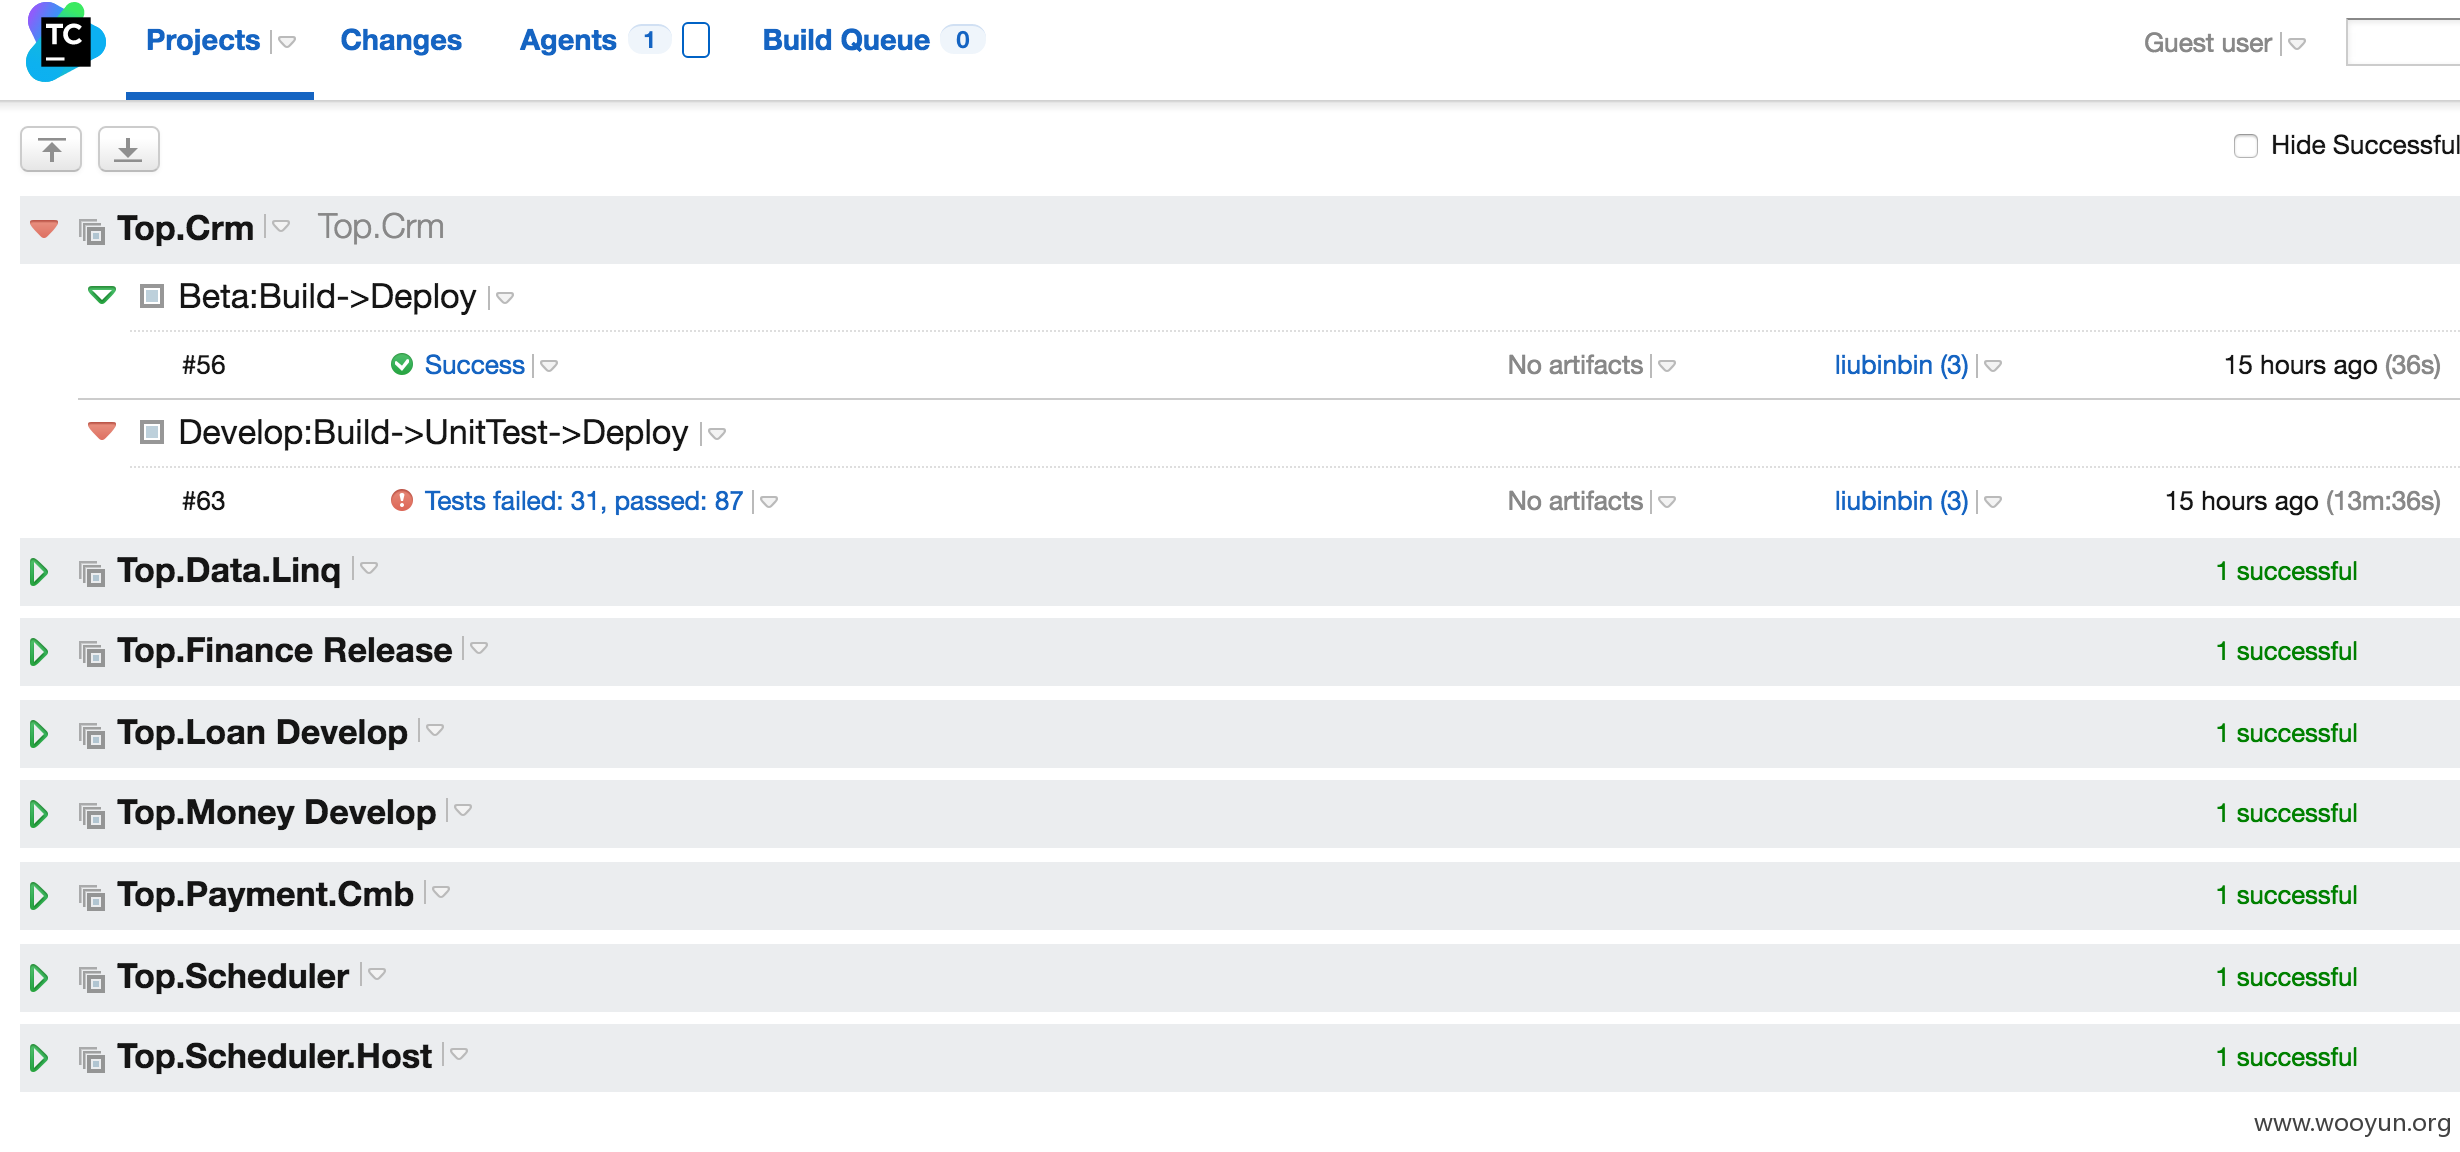 TC
Projects Changes Agents 1 Build Queue 0 Guest user
Hide Successful
Top.Crm Top.Crm
Beta:Build->Deploy
#56 Success No artifacts liubinbin (3) 15 hours ago (36s)
Develop:Build->UnitTest->Deploy
#63 Tests failed: 31, passed: 87 No artifacts liubinbin (3) 15 hours ago (13m:36s)
Top.Data.Linq 1 successful
Top.Finance Release 1 successful
Top.Loan Develop 1 successful
Top.Money Develop 1 successful
Top.Payment.Cmb 1 successful
Top.Scheduler 1 successful
Top.Scheduler.Host 1 successful
www.wooyun.org